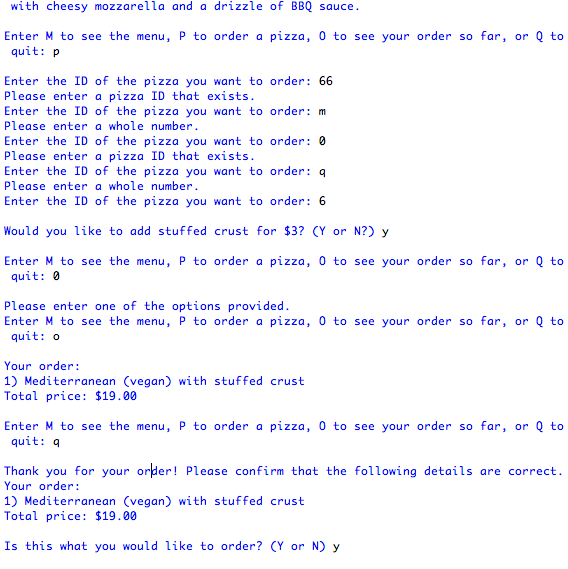 with cheesy mozzarella and a drizzle of BBQ sauce.
Enter M to see the menu, P to order a pizza, O to see your order so far, or Q to
quit: p
Enter the ID of the pizza you want to order: 66
Please enter a pizza ID that exists.
Enter the ID of the pizza you want to order: m
Please enter a whole number.
Enter the ID of the pizza you want to order: 0
Please enter a pizza ID that exists.
Enter the ID of the pizza you want to order: q
Please enter a whole number.
Enter the ID of the pizza you want to order: 6
Would you like to add stuffed crust for $3? (Y or N?) y
Enter M to see the menu, P to order a pizza, O to see your order so far, or Q to
quit: 0
Please enter one of the options provided.
Enter M to see the menu, P to order a pizza, O to see your order so far, or Q to
quit: o
Your order:
1) Mediterranean (vegan) with stuffed crust
Total price: $19.00
Enter M to see the menu, P to order a pizza, O to see your order so far, or Q to
quit: q
Thank you for your order! Please confirm that the following details are correct.
Your order:
1) Mediterranean (vegan) with stuffed crust
Total price: $19.00
Is this what you would like to order? (Y or N) y